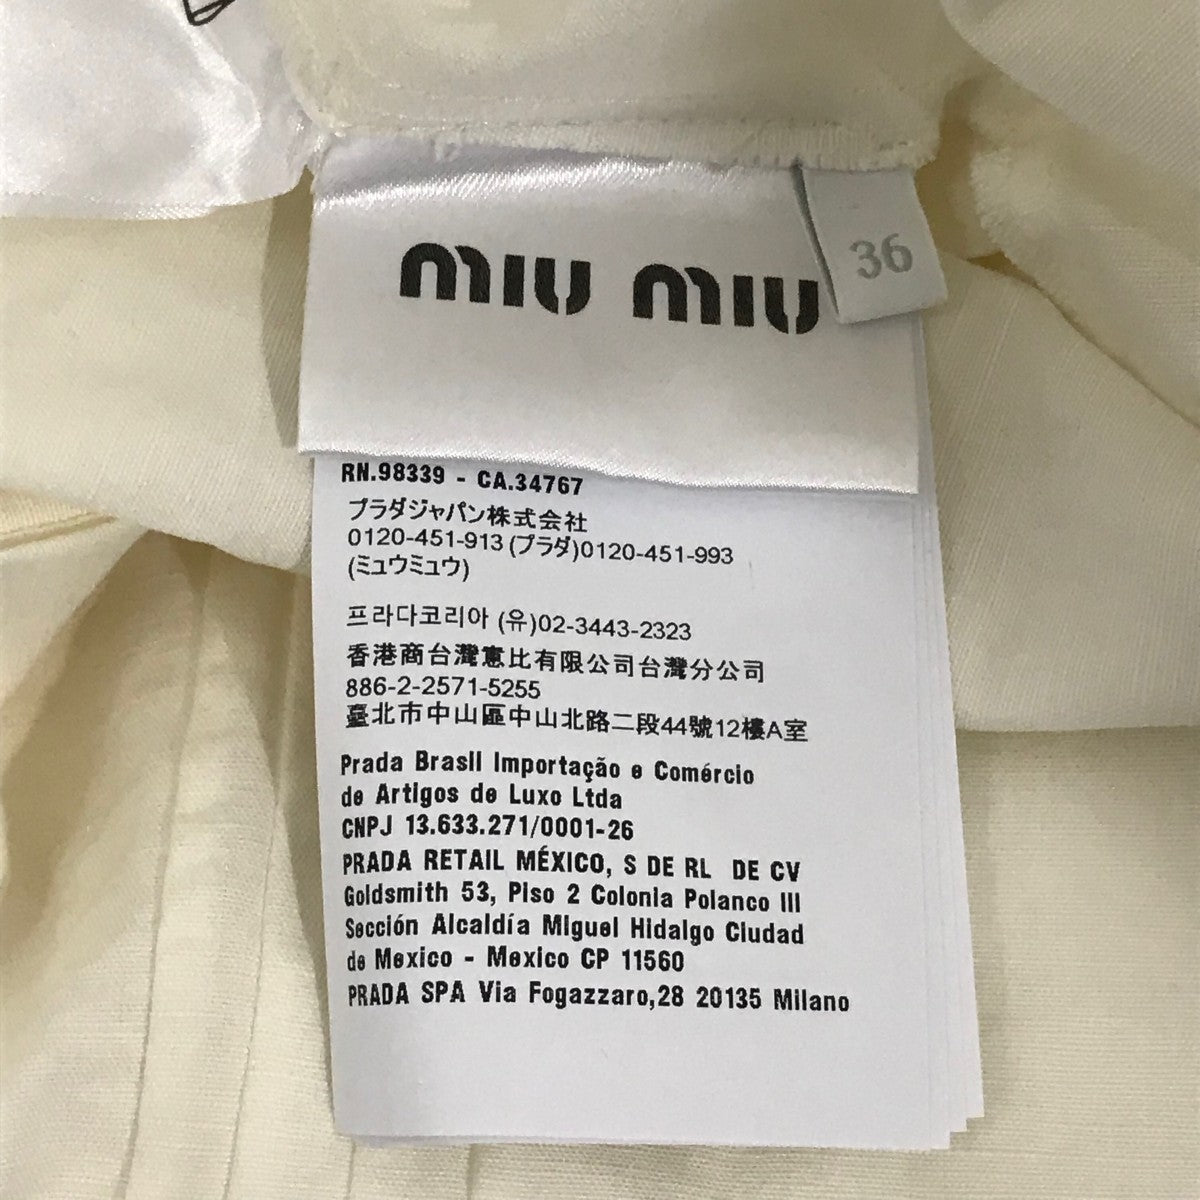 miu miu
36
RN.98339 - CA.34767
プラダジャパン株式会社
0120-451-913 (プラダ)0120-451-993
(ミュウミュウ)
프라다코리아 (유)02-3443-2323
香港商台灣憲比有限公司台灣分公司
886-2-2571-5255
臺北市中山區中山北路二段44號12樓A室
Prada Brasil Importação e Comércio
de Artigos de Luxo Ltda
CNPJ 13.633.271/0001-26
PRADA RETAIL MÉXICO, S DE RL DE CV
Goldsmith 53, Piso 2 Colonia Polanco III
Sección Alcaldía Miguel Hidalgo Ciudad
de Mexico - Mexico CP 11560
PRADA SPA Via Fogazzaro,28 20135 Milano